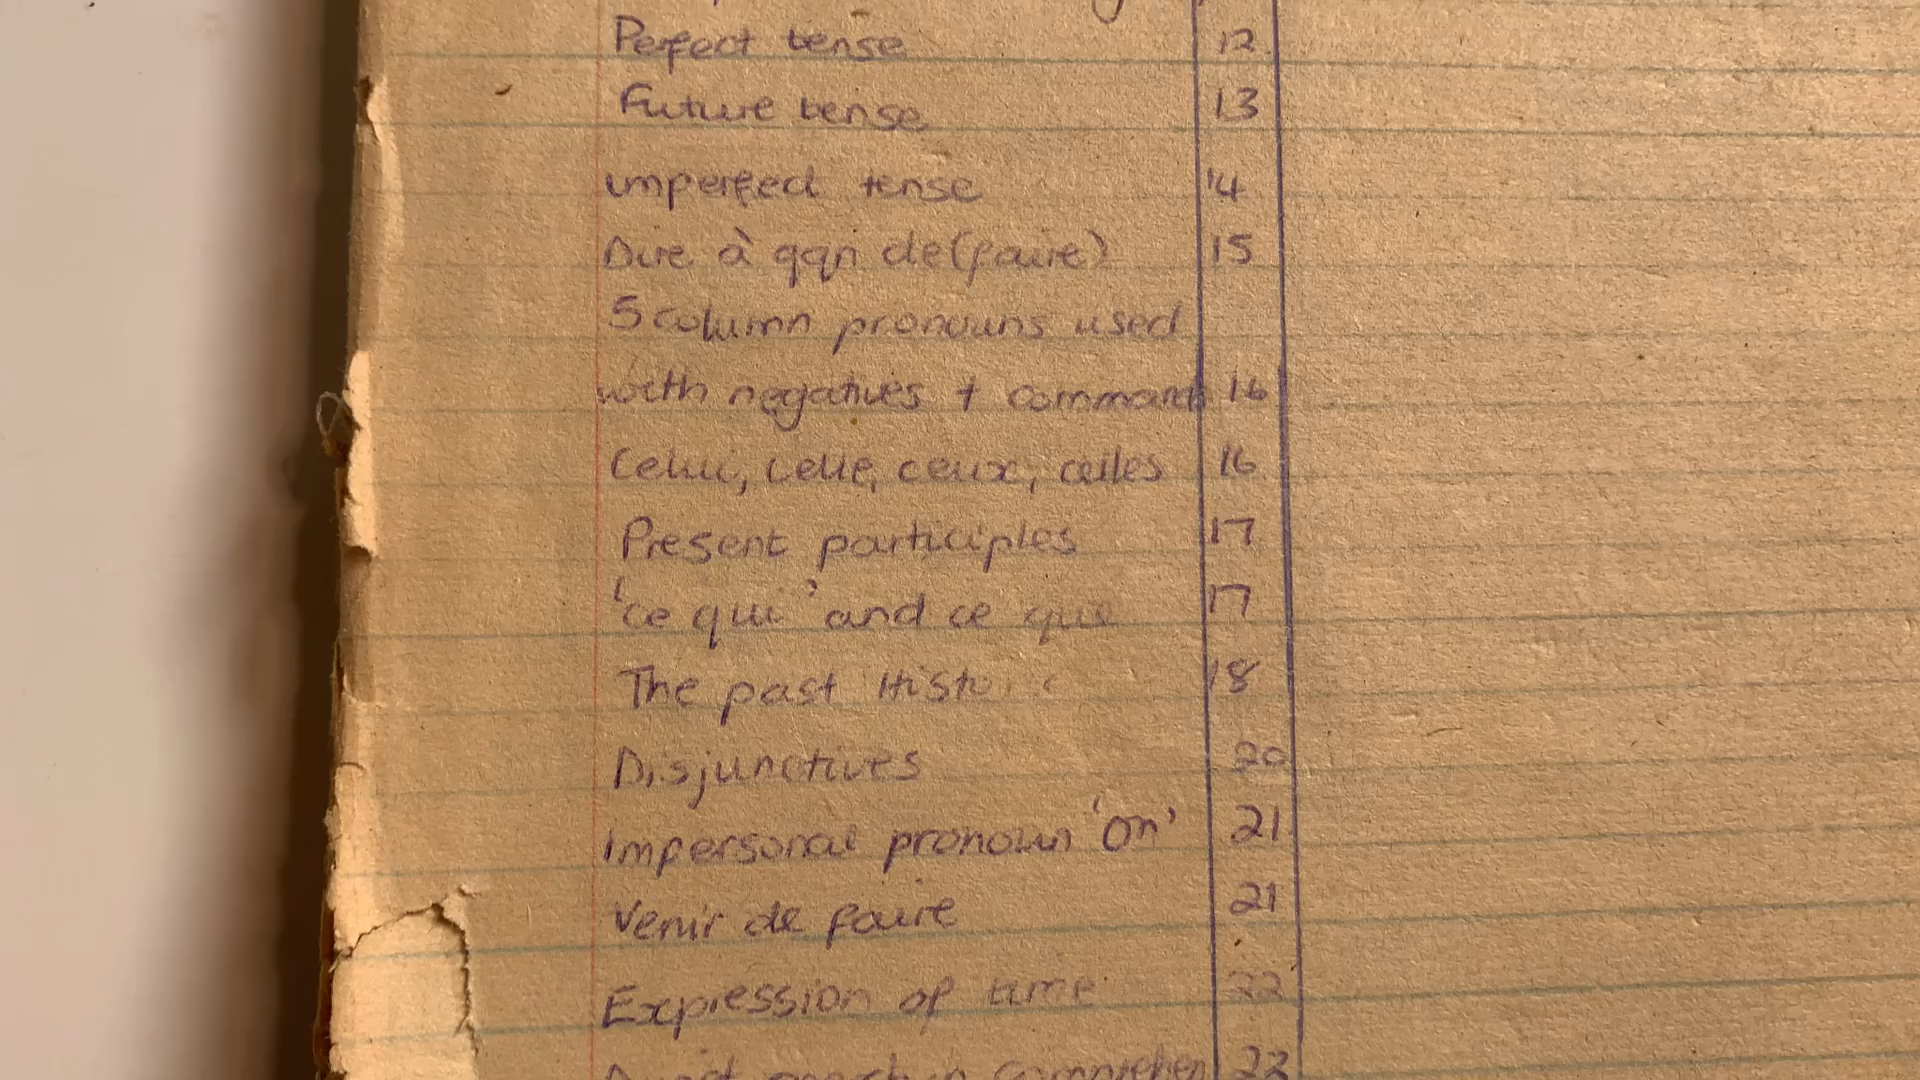 Perfect tense 12
Future tense 13
imperfect tense 14
Dire à qqn de (faire) 15
5 column pronouns used
with negatives + commands 16
Celui, celle, ceux, celles 16
Present participles 17
'ce qui' and ce que 17
The past Historic 18
Disjunctives 20
Impersonal pronoun 'on' 21
Venir de faire 21
Expression of time 22